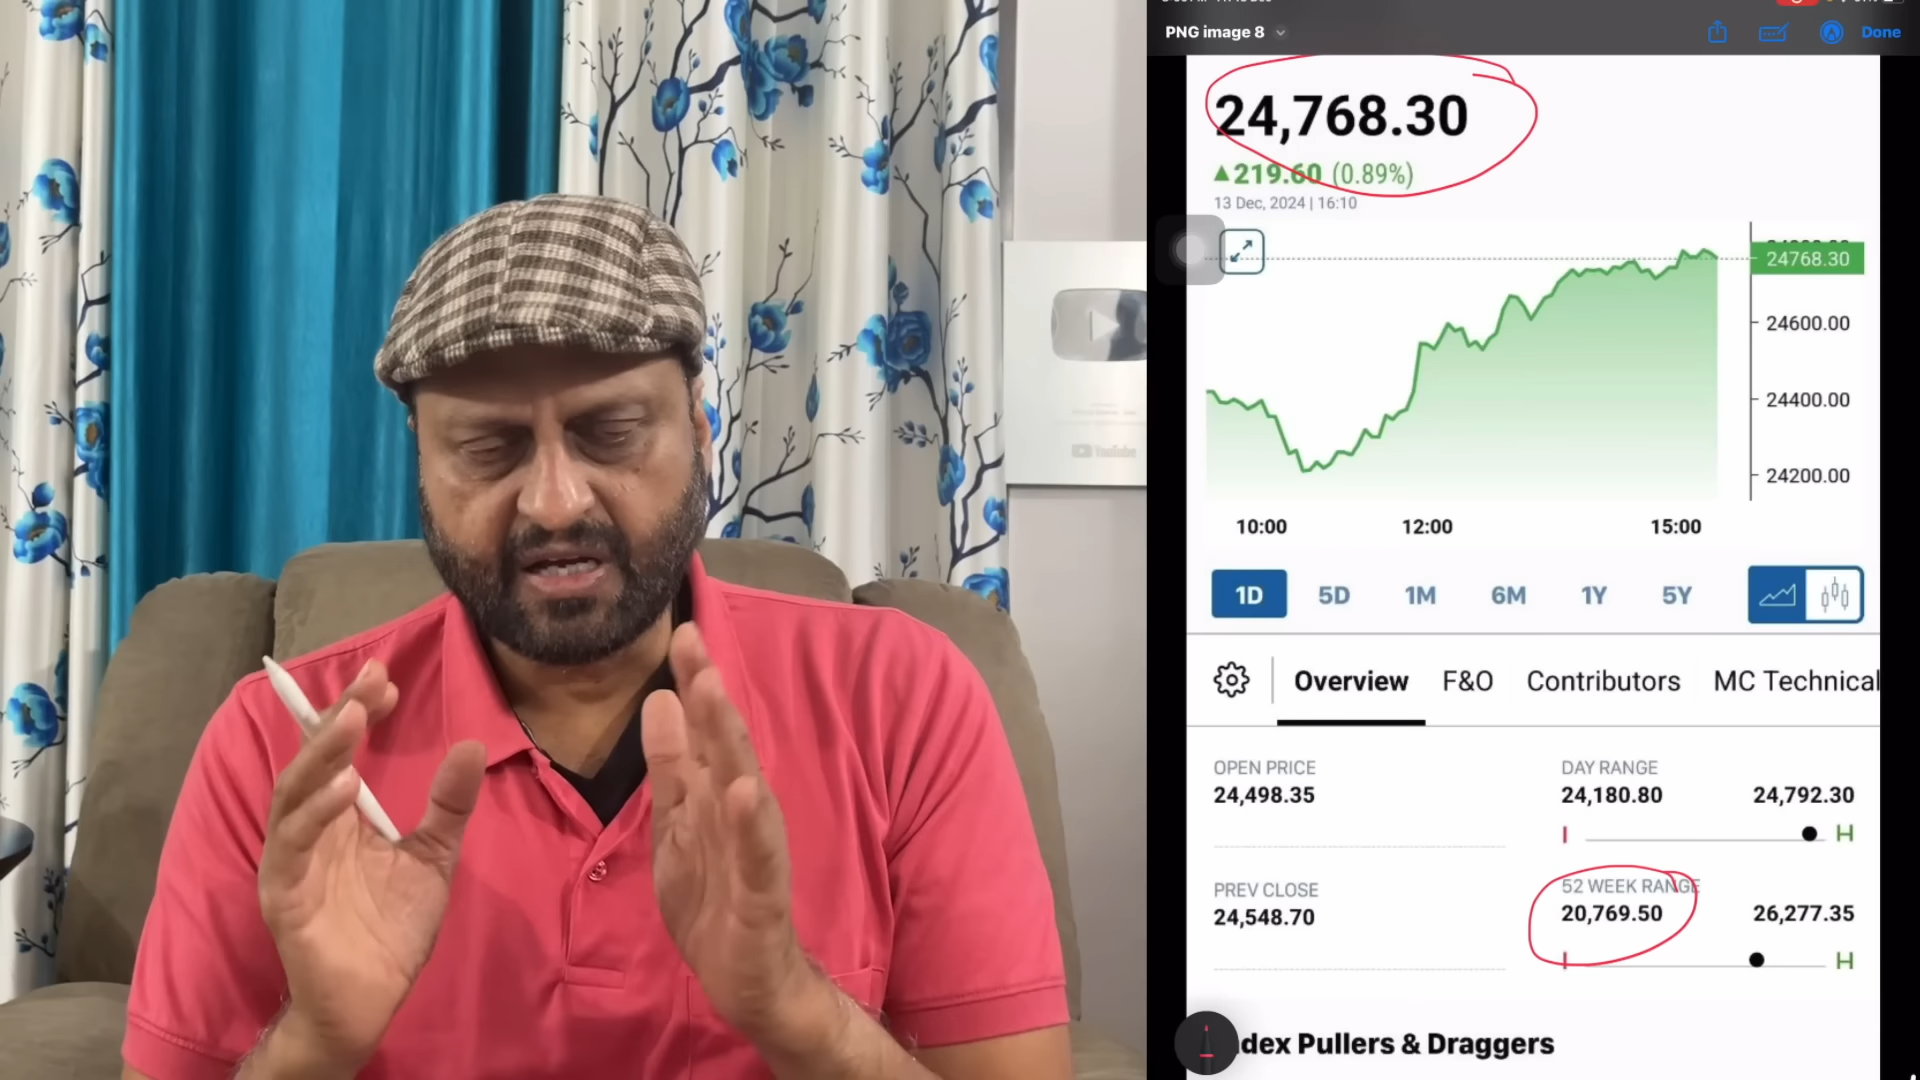 PNG image 8
Done
24,768.30
▲219.60 (0.89%)
13 Dec, 2024 | 16:10
24768.30
24600.00
24400.00
24200.00
10:00 12:00 15:00
1D 5D 1M 6M 1Y 5Y
Overview F&O Contributors MC Technical
OPEN PRICE
24,498.35
DAY RANGE
24,180.80 24,792.30
H
PREV CLOSE
24,548.70
52 WEEK RANGE
20,769.50 26,277.35
H
dex Pullers & Draggers
YouTube